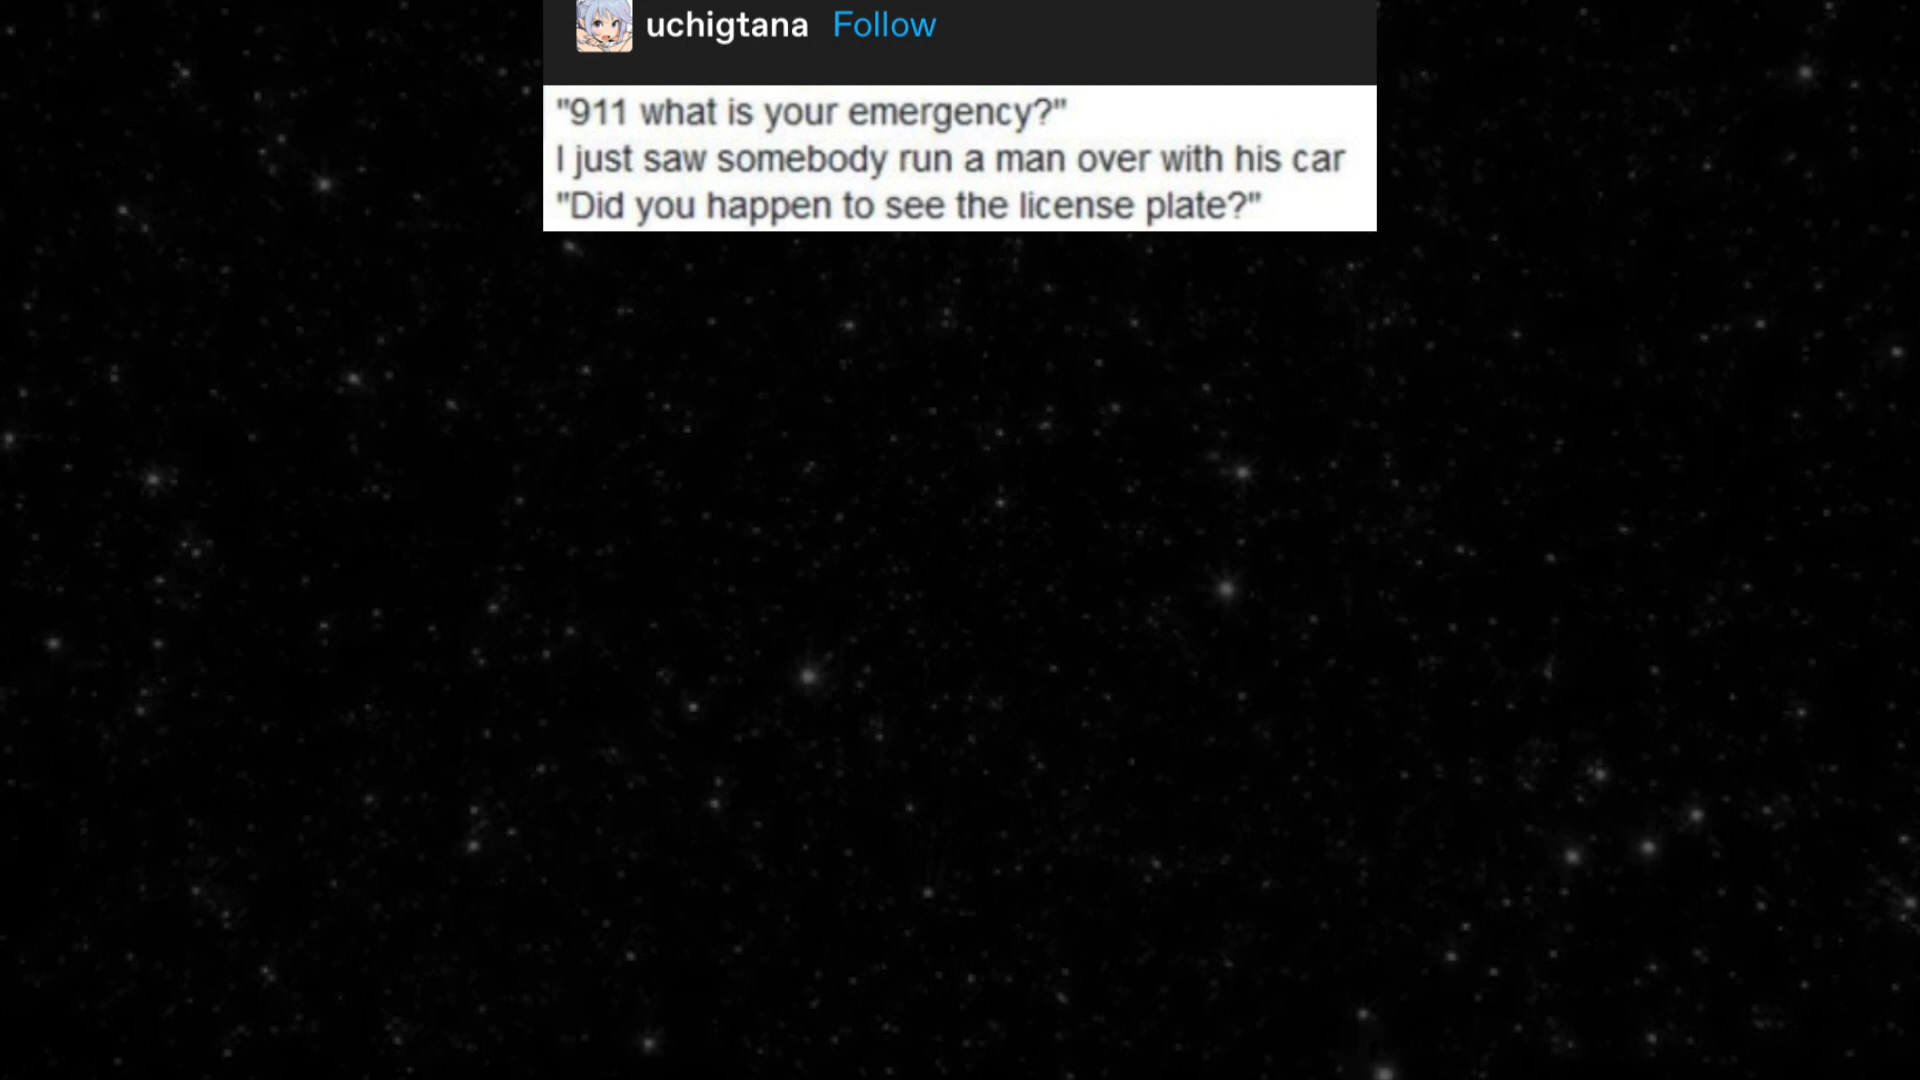 uchigtana Follow
"911 what is your emergency?"
I just saw somebody run a man over with his car
"Did you happen to see the license plate?"